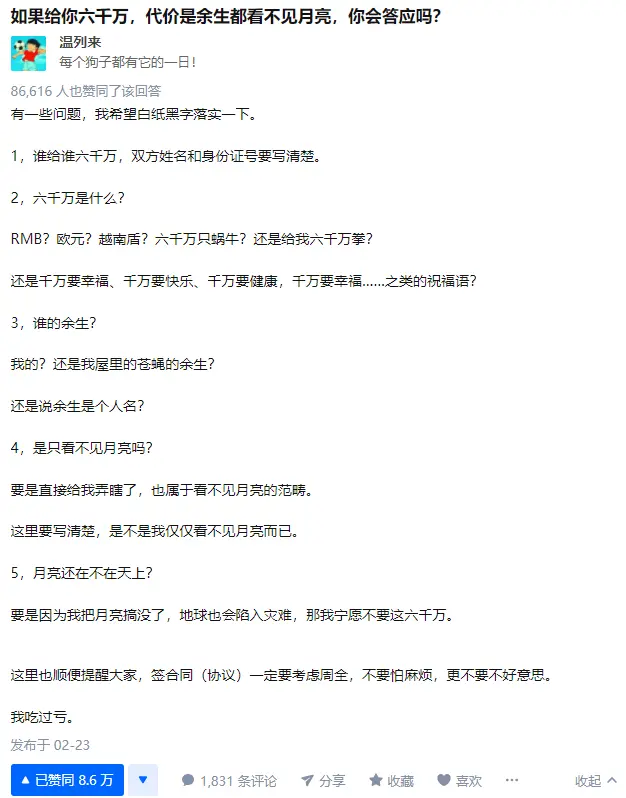 如果给你六千万，代价是余生都看不见月亮，你会答应吗？
温列来
每个狗子都有它的一日！
86,616 人也赞同了该回答
有一些问题，我希望白纸黑字落实一下。
1，谁给谁六千万，双方姓名和身份证号要写清楚。
2，六千万是什么？
RMB？欧元？越南盾？六千万只蜗牛？还是给我六千万拳？
还是千万要幸福、千万要快乐、千万要健康，千万要幸福......之类的祝福语？
3，谁的余生？
我的？还是我屋里的苍蝇的余生？
还是说余生是个人名？
4，是只看不见月亮吗？
要是直接给我弄瞎了，也属于看不见月亮的范畴。
这里要写清楚，是不是我仅仅看不见月亮而已。
5，月亮还在不在天上？
要是因为我把月亮搞没了，地球也会陷入灾难，那我宁愿不要这六千万。
这里也顺便提醒大家，签合同（协议）一定要考虑周全，不要怕麻烦，更不要不好意思。
我吃过亏。
发布于 02-23
已赞同 8.6 万 1,831 条评论 分享 收藏 喜欢 收起